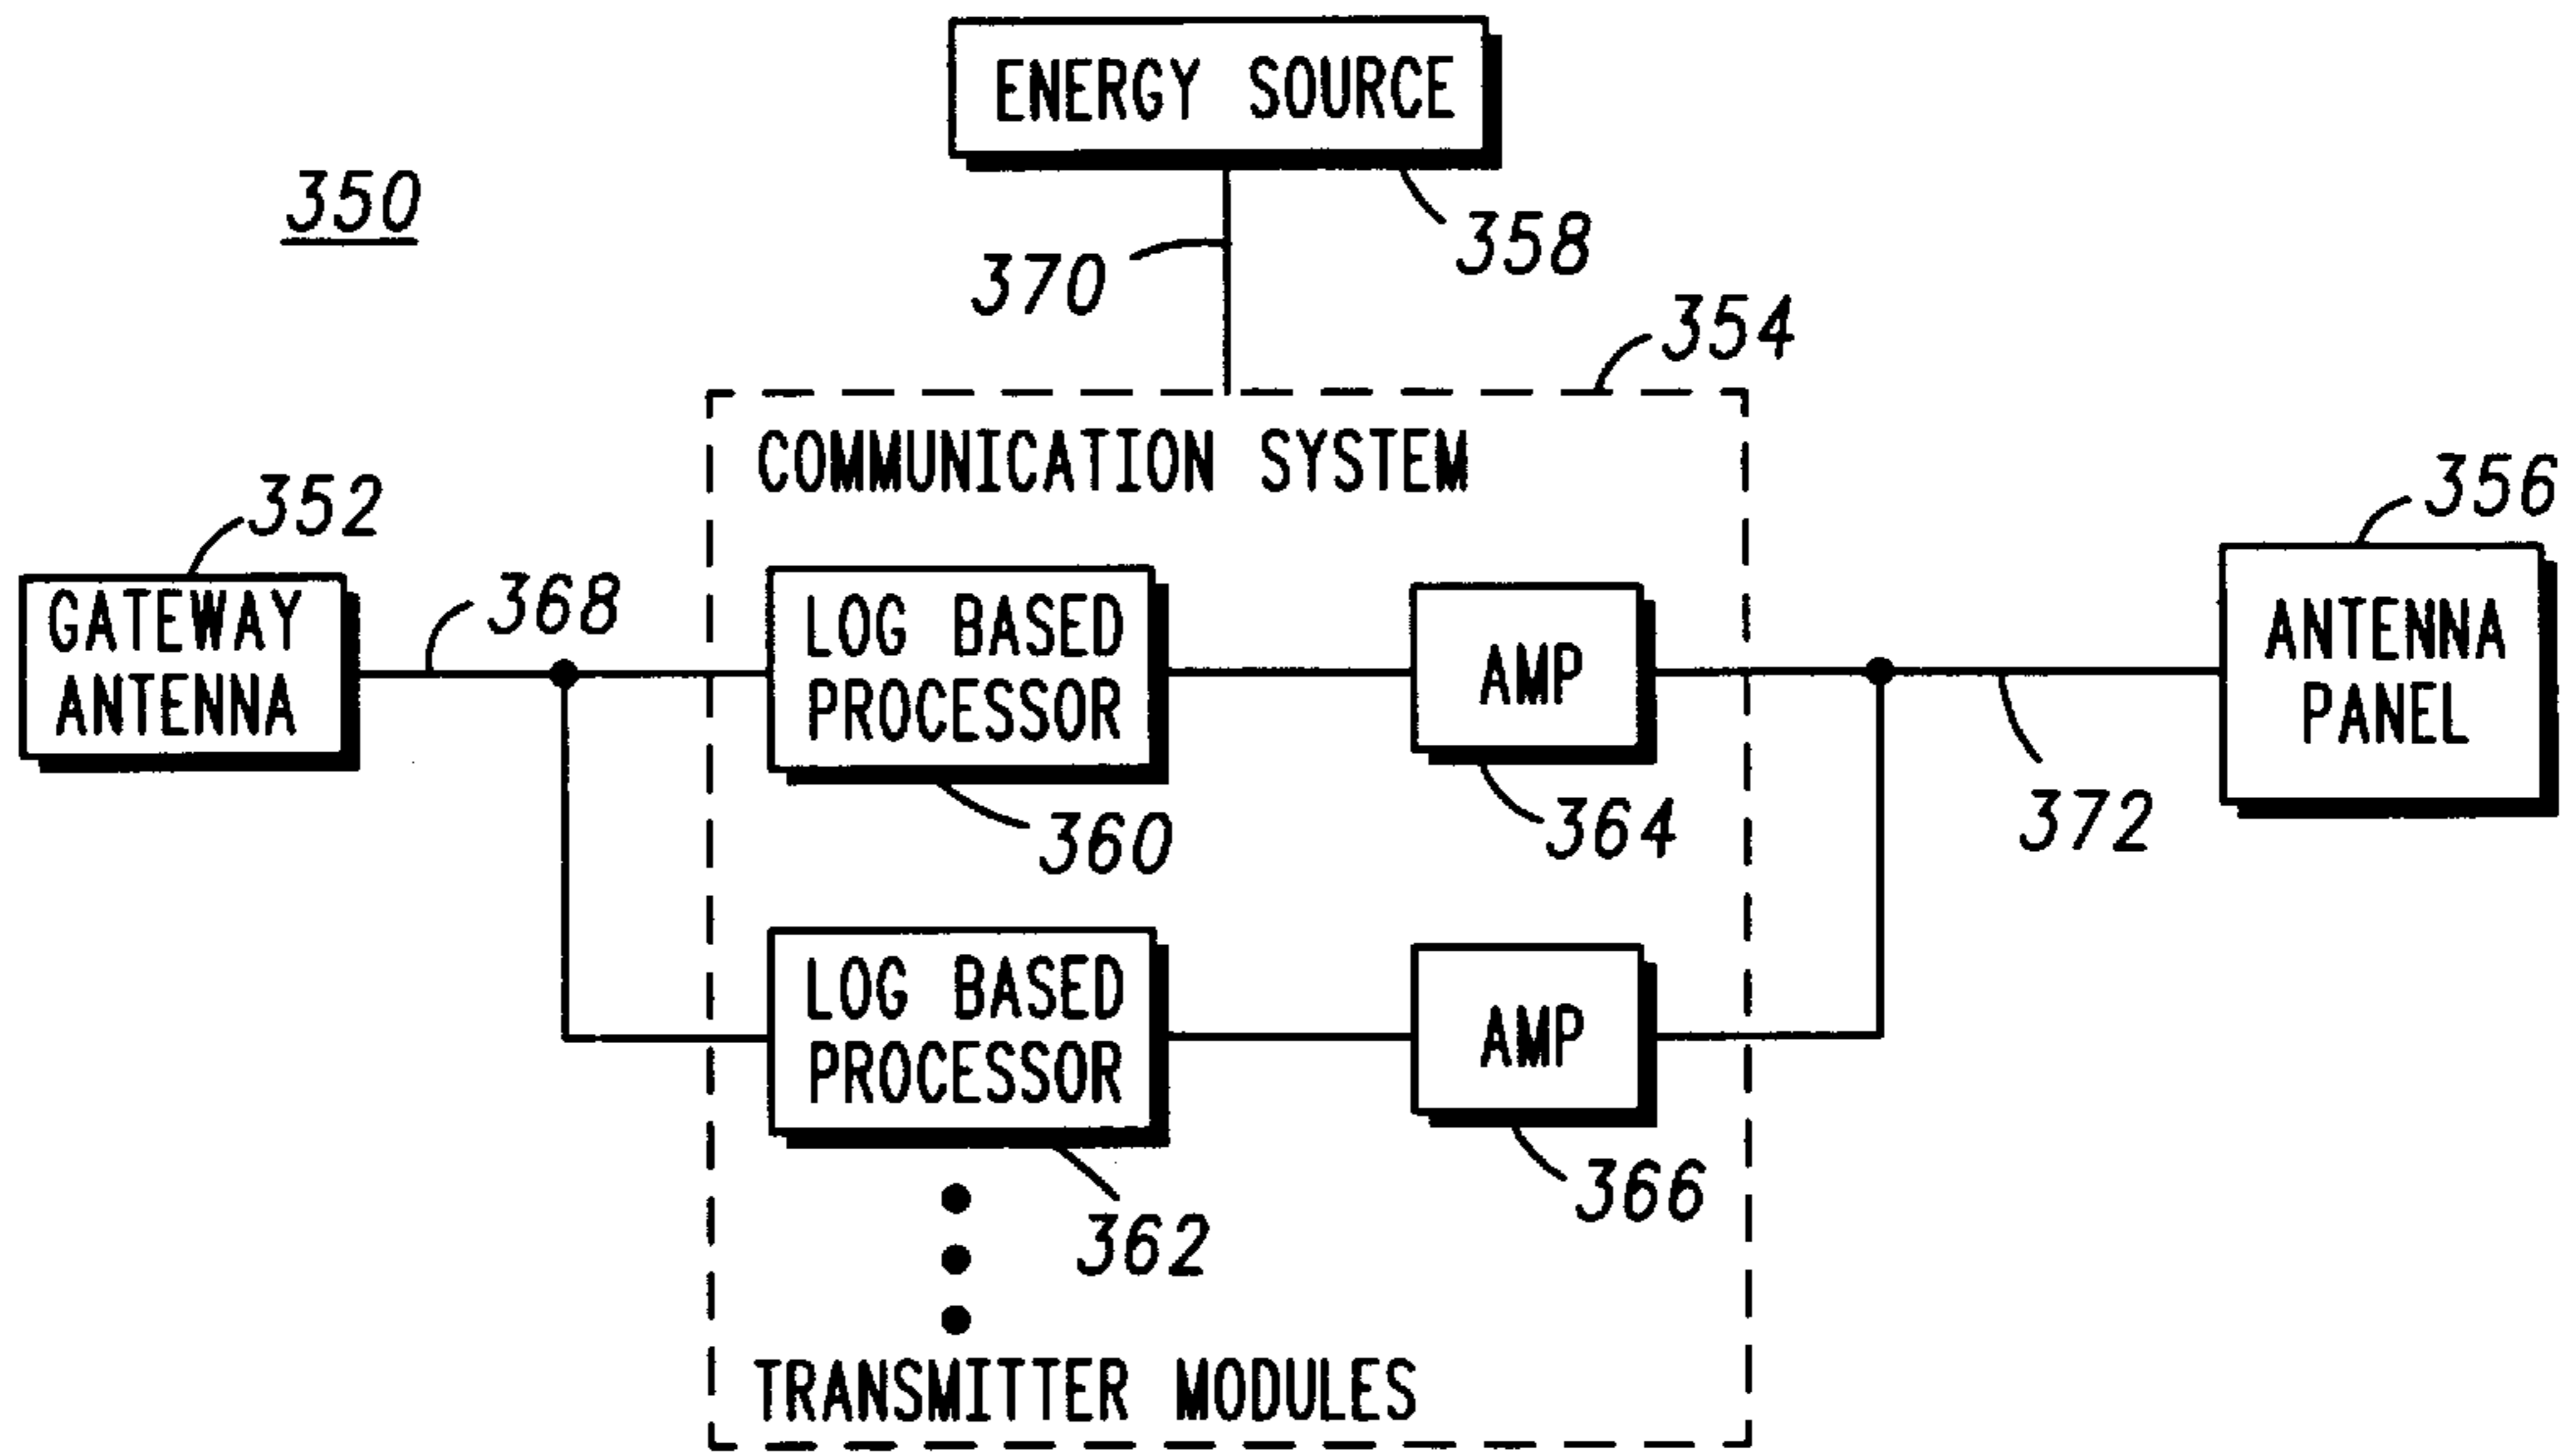 ENERGY SOURCE
350
358
370
354
COMMUNICATION SYSTEM
352
356
GATEWAY
ANTENNA
368
LOG BASED
PROCESSOR
AMP
ANTENNA
PANEL
360
364
372
LOG BASED
PROCESSOR
AMP
362
366
TRANSMITTER MODULES